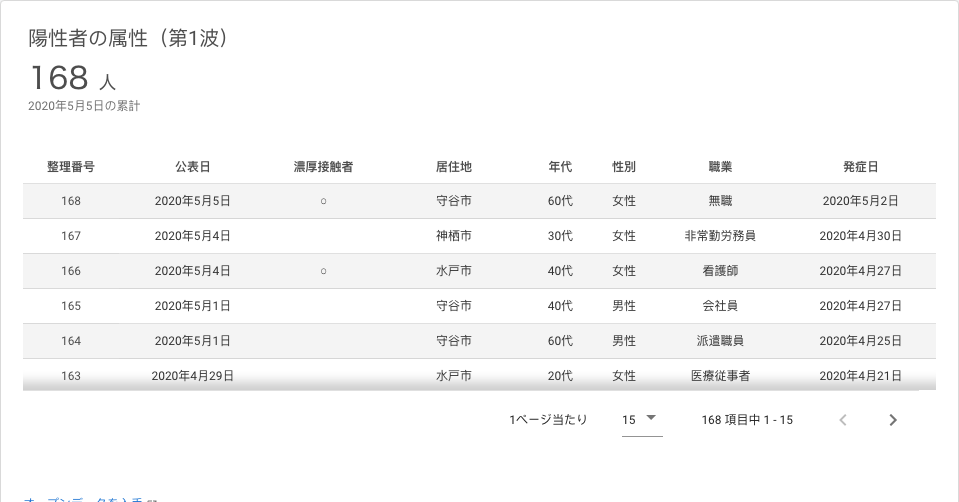 陽性者の属性（第1波）
168 人
2020年5月5日の累計
整理番号 公表日 濃厚接触者 居住地 年代 性別 職業 発症日
168 2020年5月5日 ○ 守谷市 60代 女性 無職 2020年5月2日
167 2020年5月4日 神栖市 30代 女性 非常勤労務員 2020年4月30日
166 2020年5月4日 ○ 水戸市 40代 女性 看護師 2020年4月27日
165 2020年5月1日 守谷市 40代 男性 会社員 2020年4月27日
164 2020年5月1日 守谷市 60代 男性 派遣職員 2020年4月25日
163 2020年4月29日 水戸市 20代 女性 医療従事者 2020年4月21日
1ページ当たり 15 168 項目中 1 - 15
オープンデータを入手